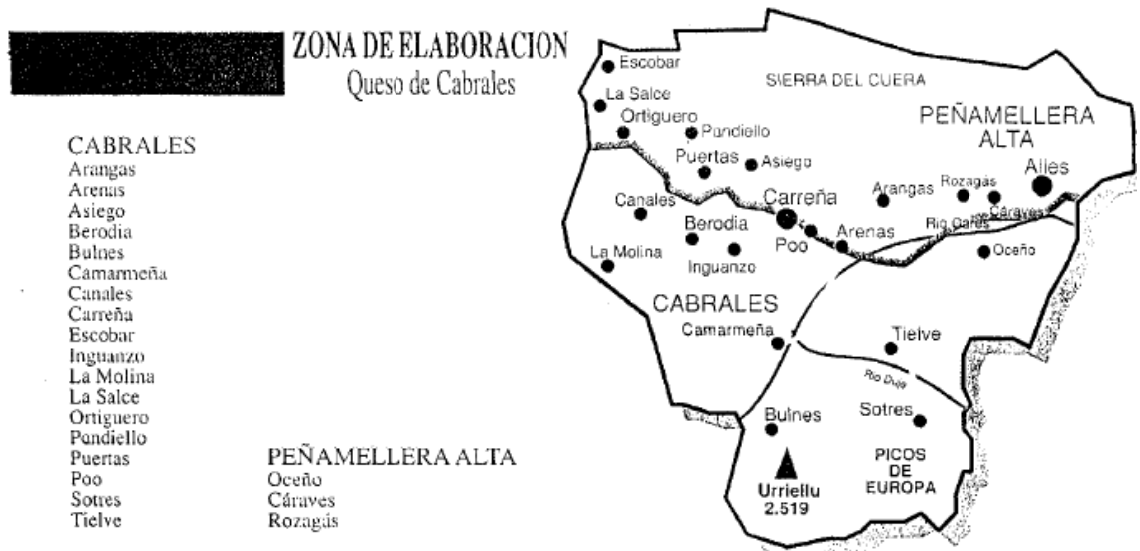 ZONA DE ELABORACION
Queso de Cabrales
CABRALES
Arangas
Arenas
Asiego
Berodia
Bulnes
Camarmeña
Canales
Carreña
Escobar
Inguanzo
La Molina
La Salce
Ortiguero
Pandiello
Puertas
Poo
Sotres
Tielve
PEÑAMELLERA ALTA
Oceño
Cáraves
Rozagás
Escobar
SIERRA DEL CUERA
La Salce
Ortiguero
Pandiello
PEÑAMELLERA
ALTA
Puertas
Asiego
Alles
Canales
Carreña
Arangas
Rozagás
Cáraves
Berodia
Poo
Arenas
Rio Cares
La Molina
Inguanzo
Oceño
CABRALES
Camarmeña
Tielve
Rio Duje
Bulnes
Sotres
Urriellu
2.519
PICOS
DE
EUROPA